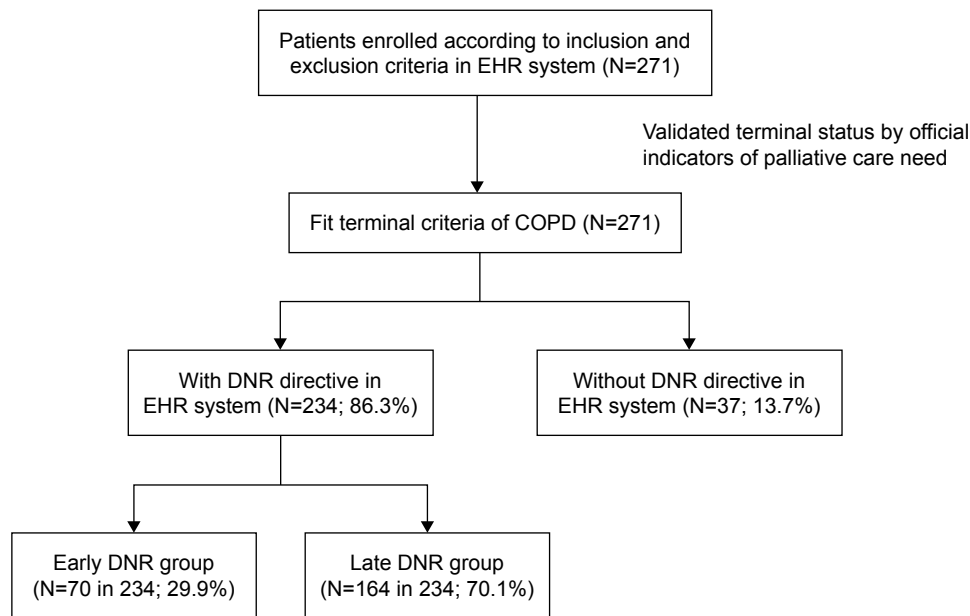 Patients enrolled according to inclusion and
exclusion criteria in EHR system (N=271)
Validated terminal status by official
indicators of palliative care need
Fit terminal criteria of COPD (N=271)
With DNR directive in
EHR system (N=234; 86.3%)
Without DNR directive in
EHR system (N=37; 13.7%)
Early DNR group
(N=70 in 234; 29.9%)
Late DNR group
(N=164 in 234; 70.1%)